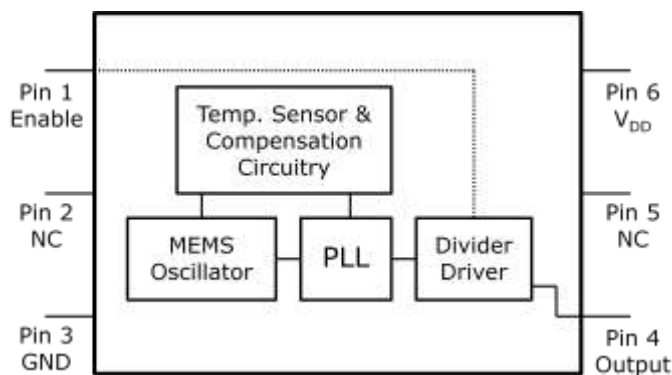 Pin 1
Enable
Temp. Sensor &
Compensation
Circuitry
Pin 6
VDD
Pin 2
NC
MEMS
Oscillator
PLL
Divider
Driver
Pin 5
NC
Pin 3
GND
Pin 4
Output